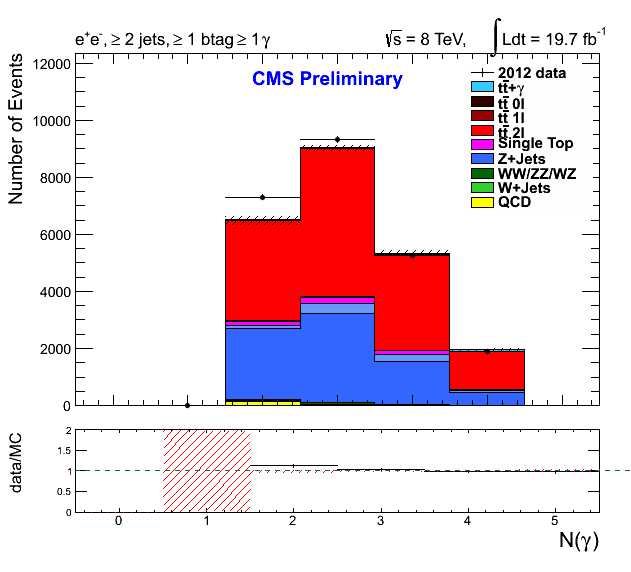 e⁺e⁻, ≥ 2 jets, ≥ 1 btag ≥ 1γ √s = 8 TeV, ∫Ldt = 19.7 fb⁻¹
CMS Preliminary
2012 data
tt̄+γ
tt̄ 0l
tt̄ 1l
tt̄ 2l
Single Top
Z+Jets
WW/ZZ/WZ
W+Jets
QCD
Number of Events
12000
10000
8000
6000
4000
2000
0
data/MC
2
1.5
1
0.5
0
0 1 2 3 4 5
N(γ)